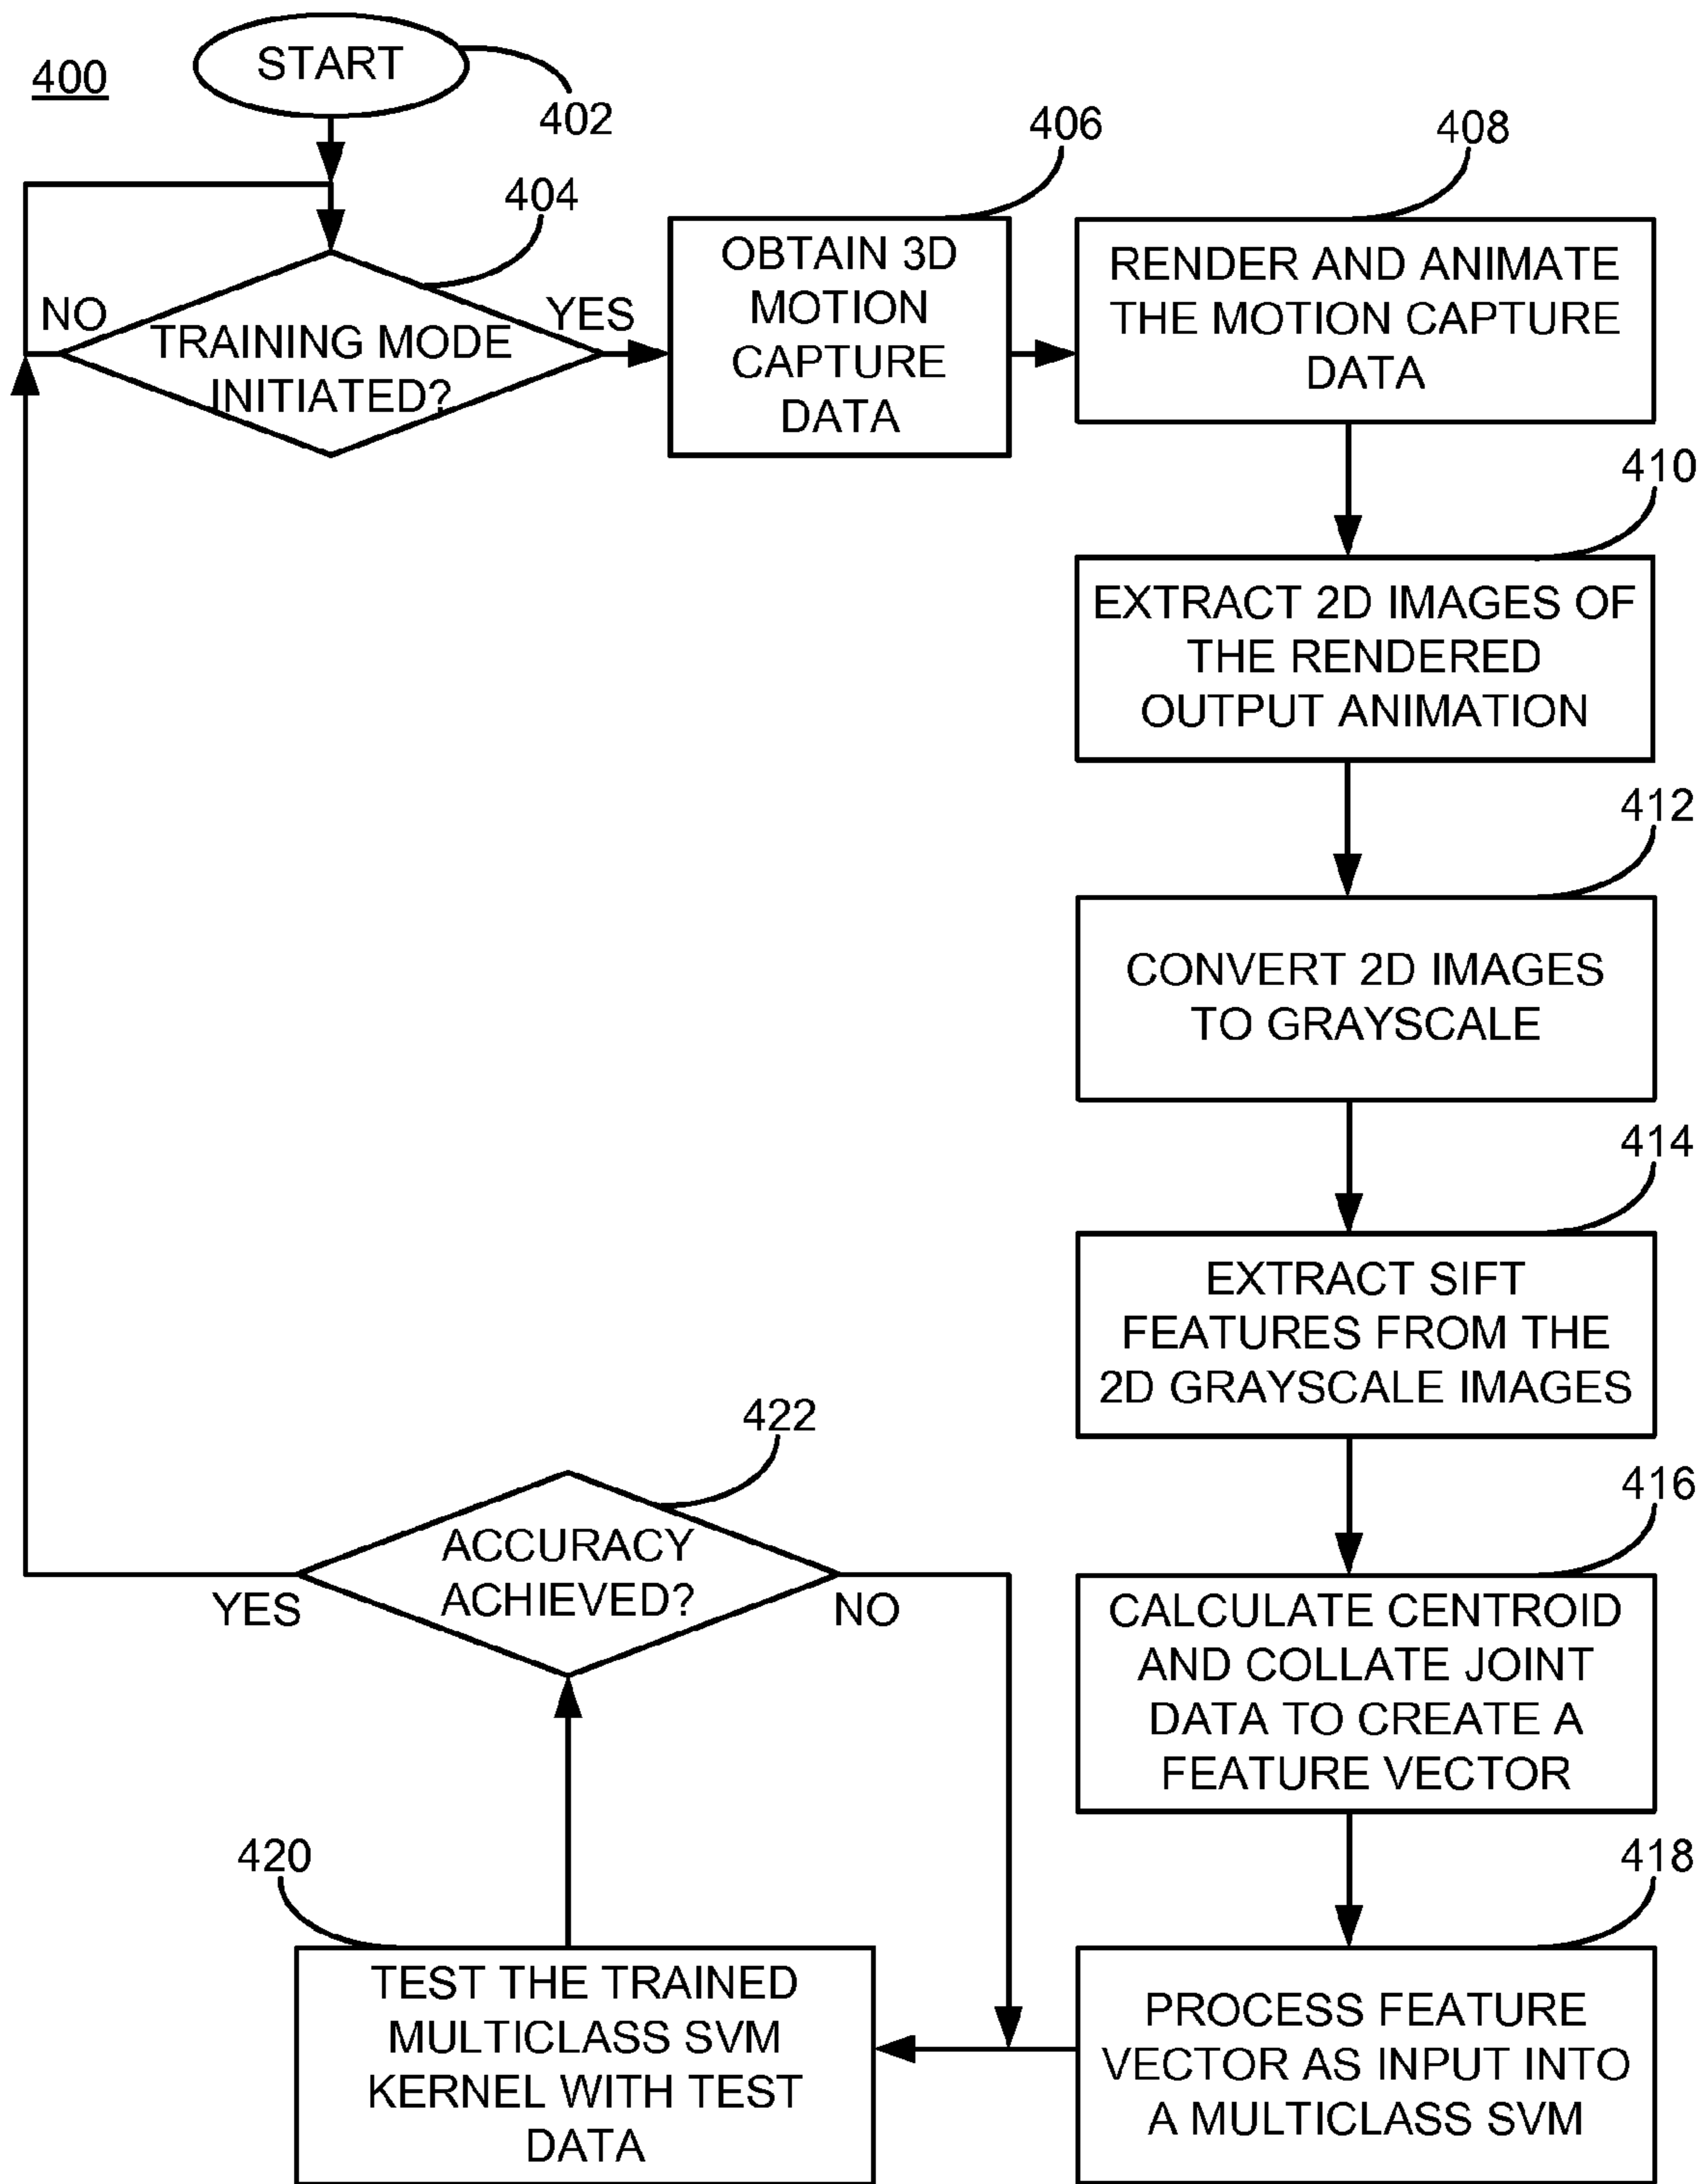 400
START
402
404
TRAINING MODE
INITIATED?
NO
YES
406
OBTAIN 3D
MOTION
CAPTURE
DATA
408
RENDER AND ANIMATE
THE MOTION CAPTURE
DATA
410
EXTRACT 2D IMAGES OF
THE RENDERED
OUTPUT ANIMATION
412
CONVERT 2D IMAGES
TO GRAYSCALE
414
EXTRACT SIFT
FEATURES FROM THE
2D GRAYSCALE IMAGES
416
CALCULATE CENTROID
AND COLLATE JOINT
DATA TO CREATE A
FEATURE VECTOR
418
PROCESS FEATURE
VECTOR AS INPUT INTO
A MULTICLASS SVM
420
TEST THE TRAINED
MULTICLASS SVM
KERNEL WITH TEST
DATA
422
ACCURACY
ACHIEVED?
YES
NO